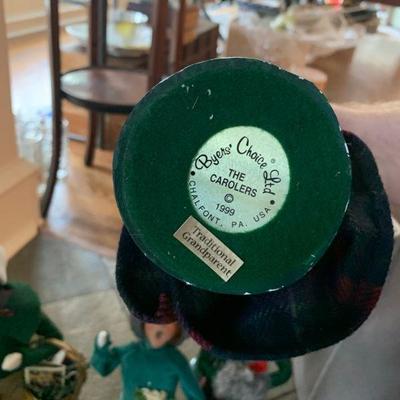 Byers' Choice Ltd.
®
THE
CAROLERS
©
1999
• CHALFONT, PA. USA •
Traditional
Grandparent